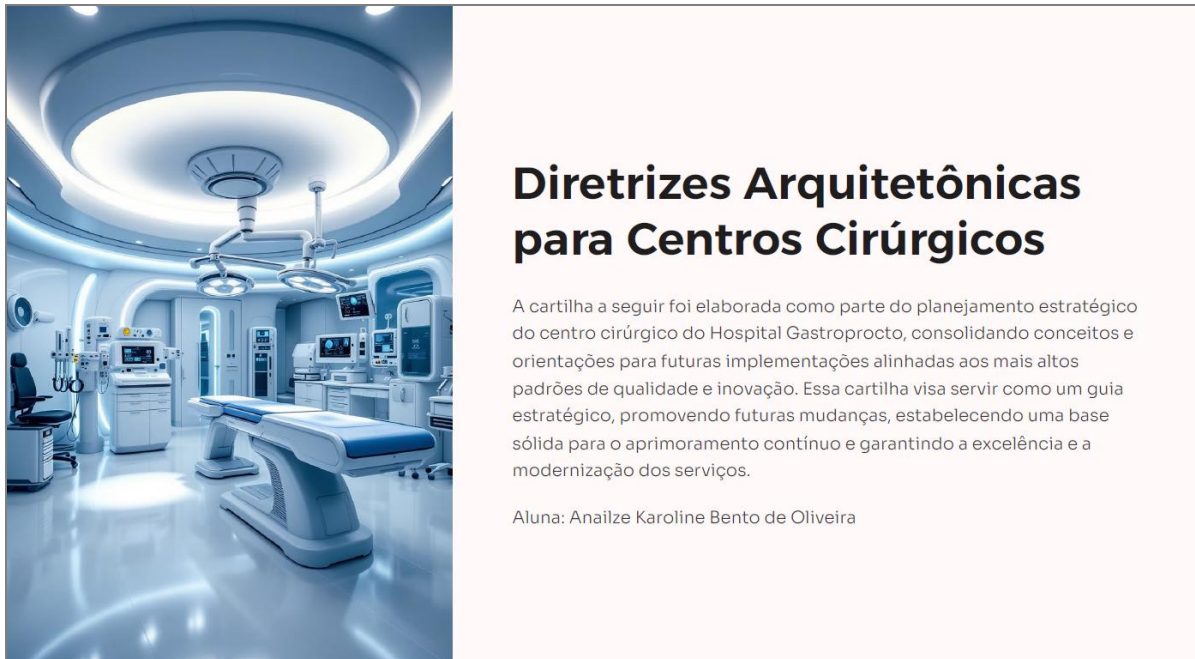 Diretrizes Arquitetônicas
para Centros Cirúrgicos
A cartilha a seguir foi elaborada como parte do planejamento estratégico
do centro cirúrgico do Hospital Gastroprocto, consolidando conceitos e
orientações para futuras implementações alinhadas aos mais altos
padrões de qualidade e inovação. Essa cartilha visa servir como um guia
estratégico, promovendo futuras mudanças, estabelecendo uma base
sólida para o aprimoramento contínuo e garantindo a excelência e a
modernização dos serviços.
Aluna: Anailze Karoline Bento de Oliveira